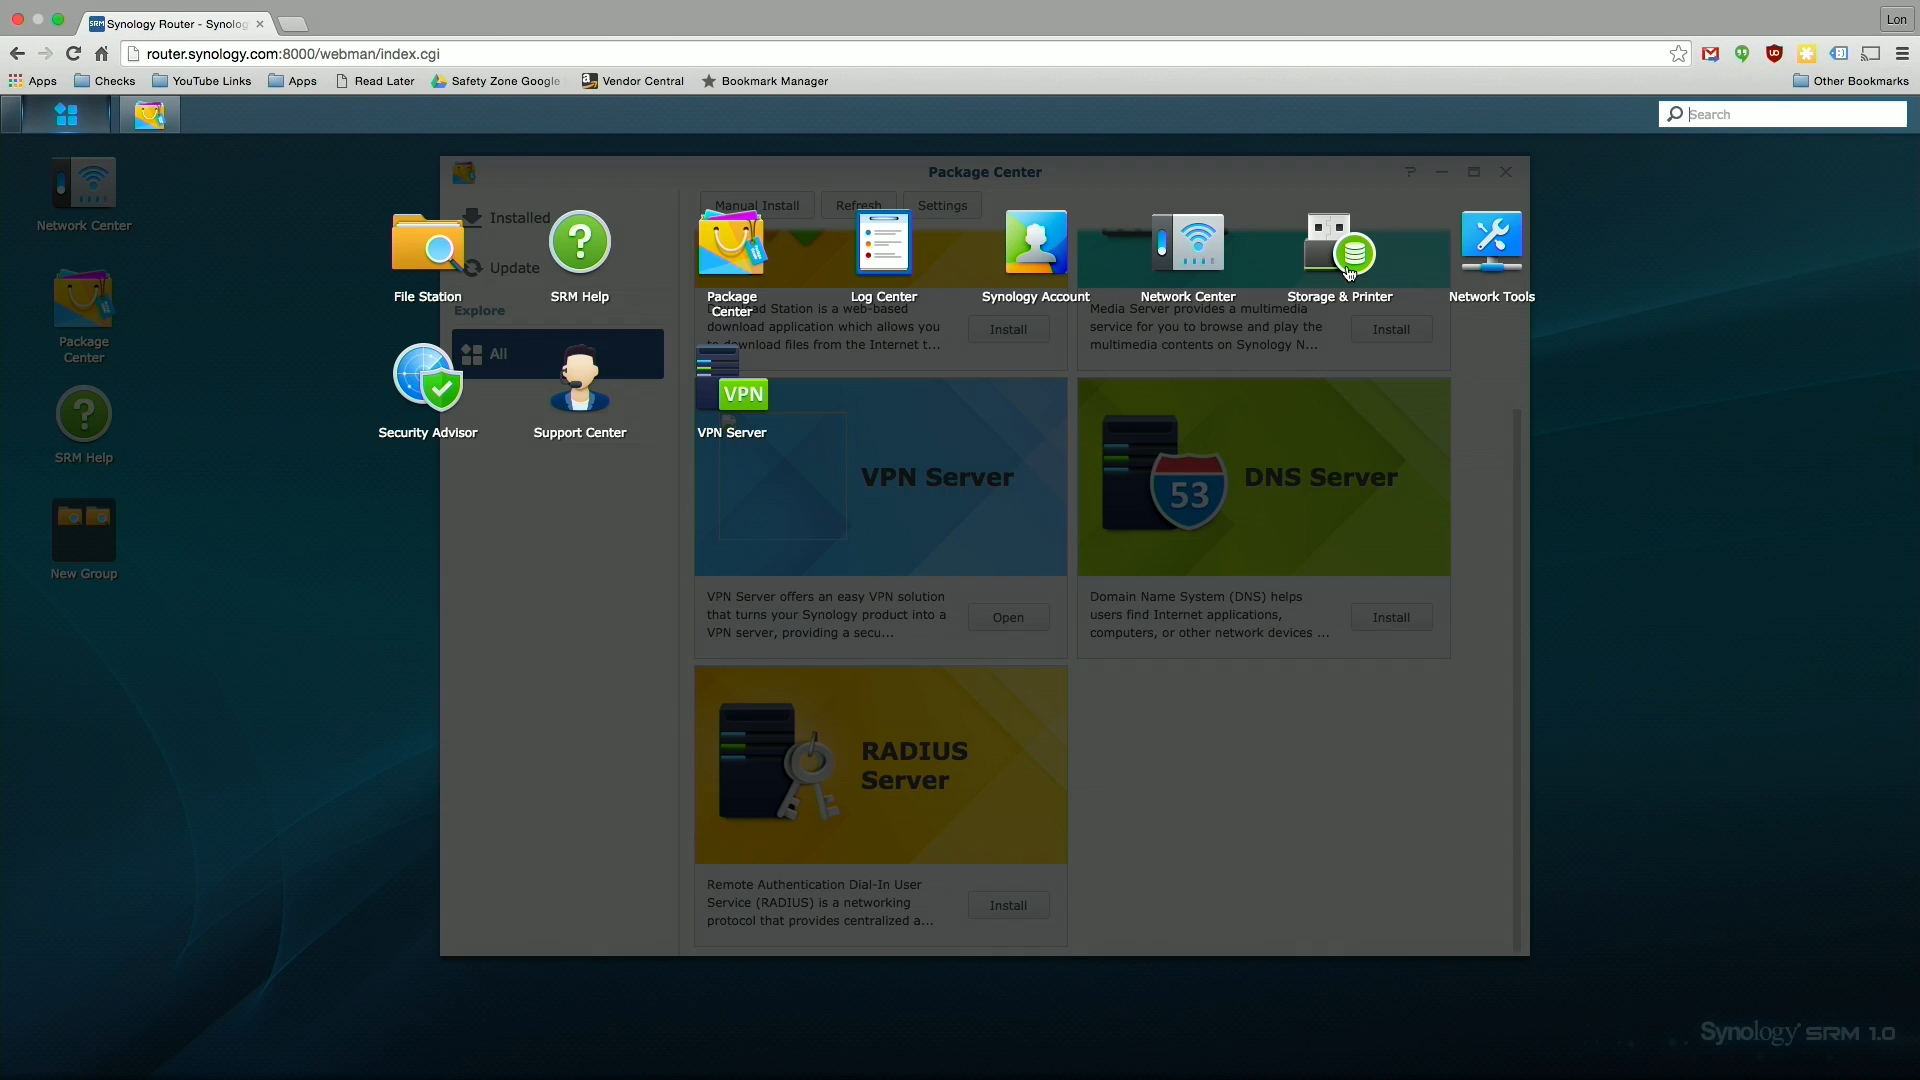 Synology Router - Synolog
Lon
router.synology.com:8000/webman/index.cgi
Apps
Checks
YouTube Links
Apps
Read Later
Safety Zone Google
Vendor Central
Bookmark Manager
Other Bookmarks
Search
Network Center
Package
Center
SRM Help
New Group
Package Center
Manual Install
Refresh
Settings
Installed
Update
Explore
All
File Station
SRM Help
Package
Center
Log Center
Synology Account
Network Center
Storage & Printer
Network Tools
Security Advisor
Support Center
VPN
VPN Server
Station is a web-based
download application which allows you
to download files from the Internet t...
Install
Media Server provides a multimedia
service for you to browse and play the
multimedia contents on Synology N...
Install
VPN Server
VPN Server offers an easy VPN solution
that turns your Synology product into a
VPN server, providing a secu...
Open
53
DNS Server
Domain Name System (DNS) helps
users find Internet applications,
computers, or other network devices ...
Install
RADIUS
Server
Remote Authentication Dial-In User
Service (RADIUS) is a networking
protocol that provides centralized a...
Install
Synology SRM 1.0